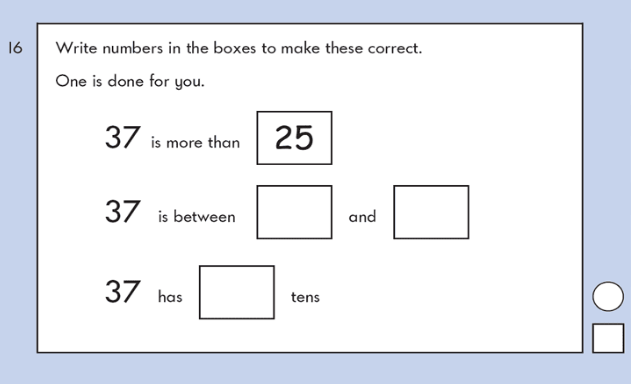 16 Write numbers in the boxes to make these correct.
One is done for you.
37 is more than 25
37 is between and
37 has tens